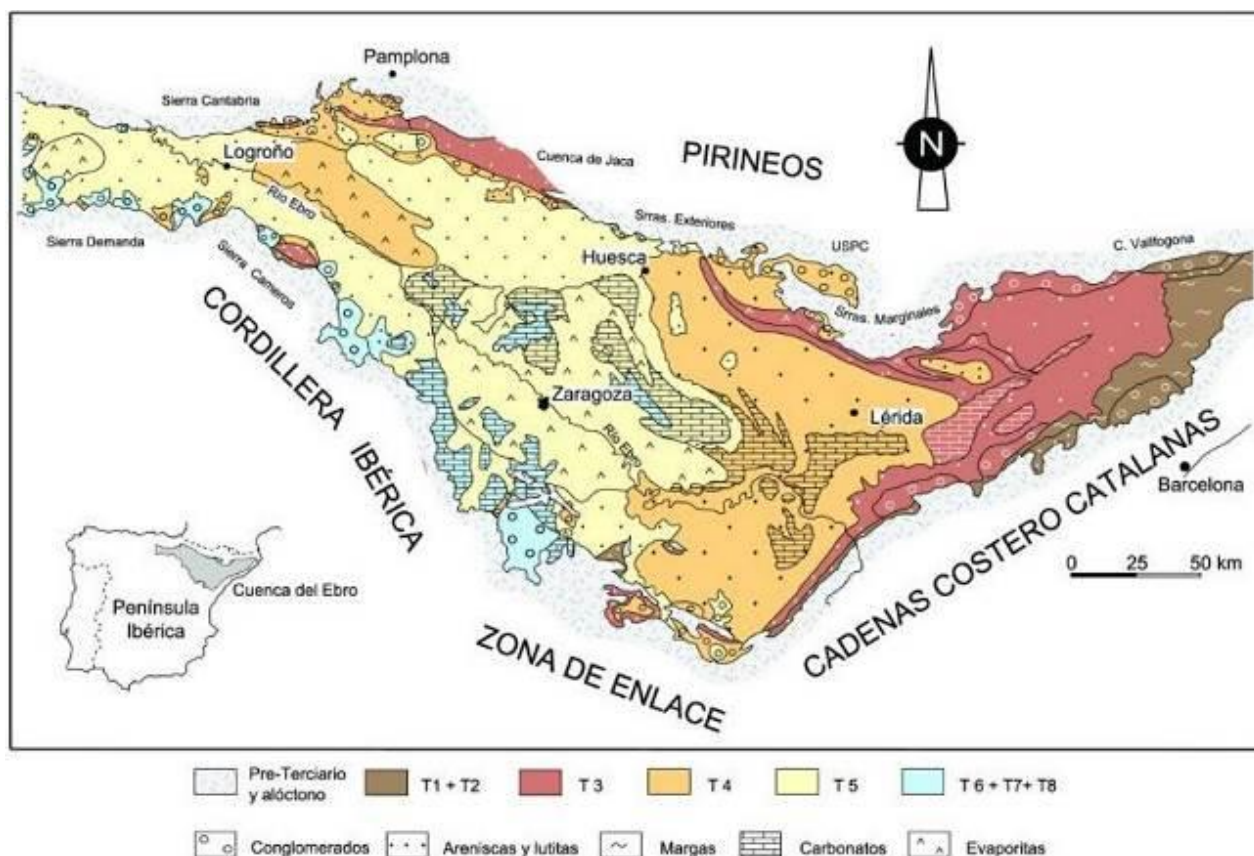 Pamplona
Sierra Cantabria
Logroño
Cuenca de Jaca
PIRINEOS
N
Río Ebro
Srras. Exteriores
USPC
C. Vallfogona
Sierra Demanda
Sierra Cameros
Huesca
Srras. Marginales
CORDILLERA IBÉRICA
Zaragoza
Río Ebro
Lérida
Barcelona
0 25 50 km
Cuenca del Ebro
Península
Ibérica
ZONA DE ENLACE
CADENAS COSTERO CATALANAS
Pre-Terciario
y alóctono
T1 + T2
T 3
T 4
T 5
T 6 + T7+ T8
Conglomerados
Areniscas y lutitas
Margas
Carbonatos
Evaporitas